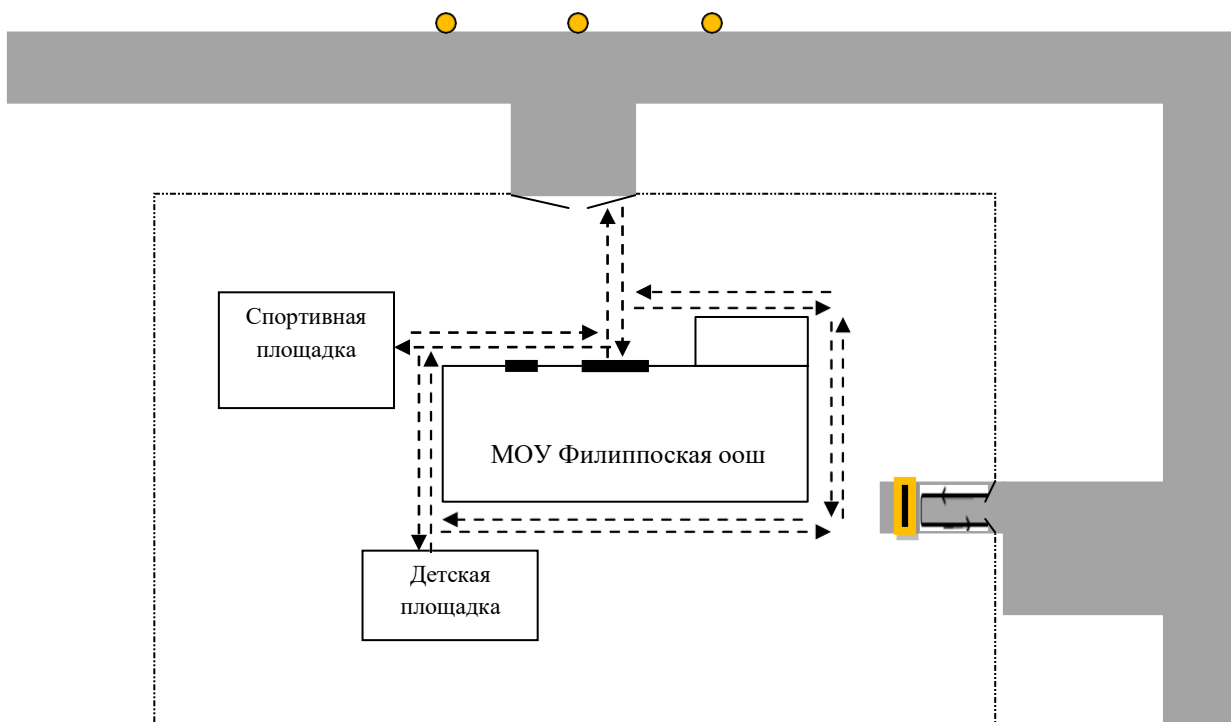 Спортивная
площадка
МОУ Филиппоская оош
Детская
площадка